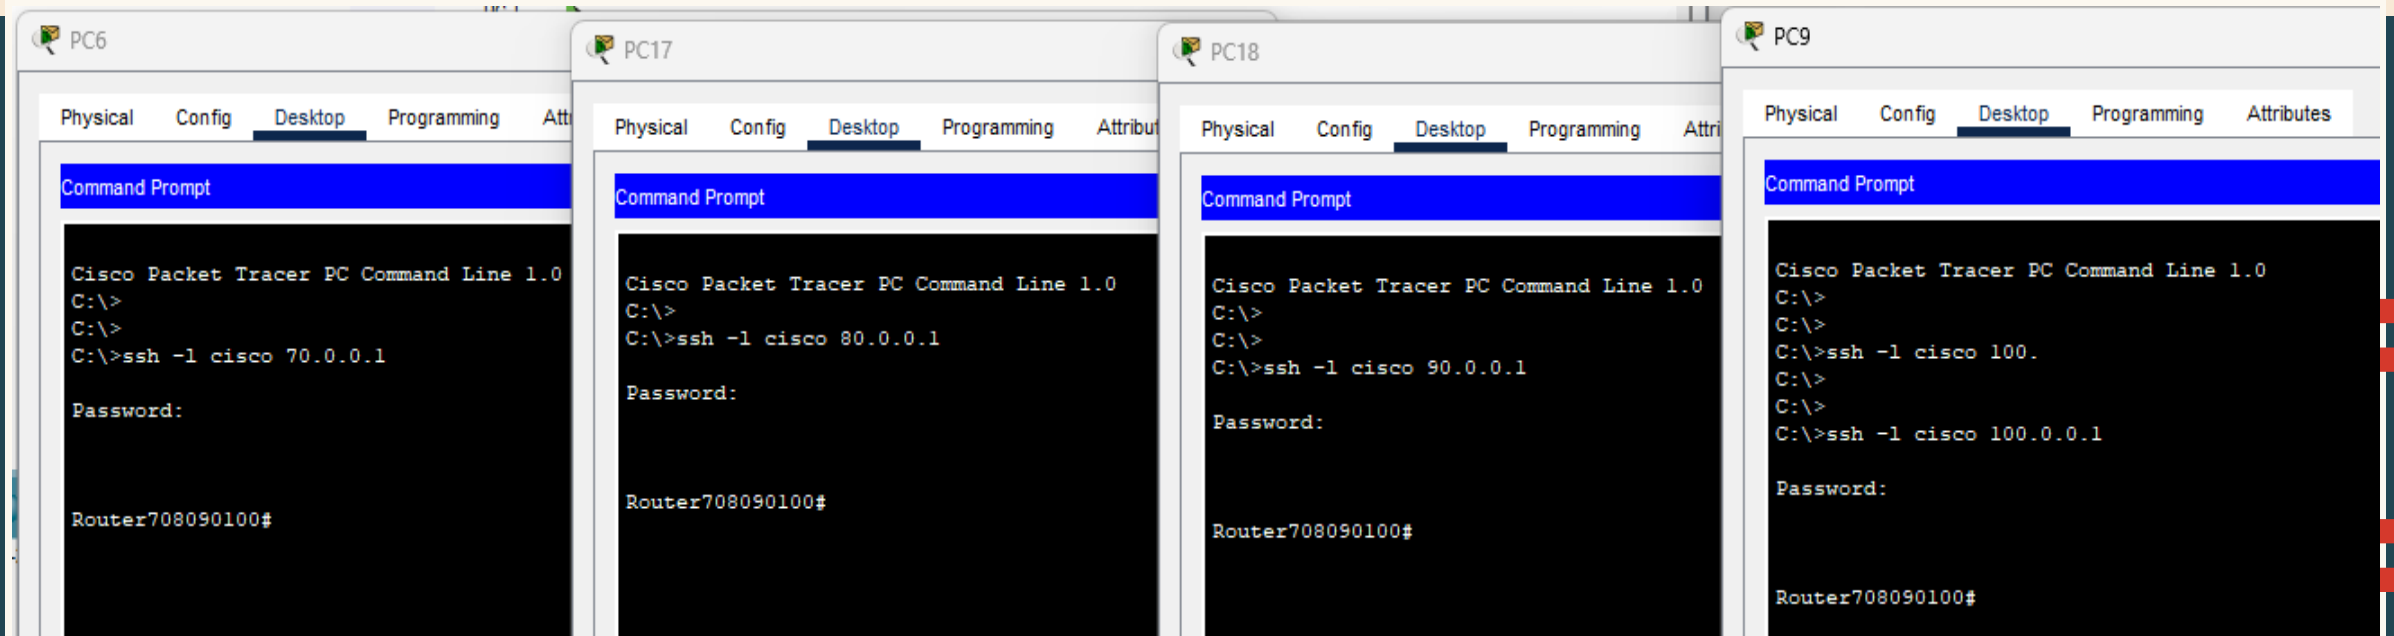 PC6
Physical Config Desktop Programming
Command Prompt
Cisco Packet Tracer PC Command Line 1.0
C:\>
C:\>
C:\>ssh -l cisco 70.0.0.1
Password:
Router708090100#
PC17
Physical Config Desktop Programming
Command Prompt
Cisco Packet Tracer PC Command Line 1.0
C:\>
C:\>ssh -l cisco 80.0.0.1
Password:
Router708090100#
PC18
Physical Config Desktop Programming
Command Prompt
Cisco Packet Tracer PC Command Line 1.0
C:\>
C:\>
C:\>ssh -l cisco 90.0.0.1
Password:
Router708090100#
PC9
Physical Config Desktop Programming Attributes
Command Prompt
Cisco Packet Tracer PC Command Line 1.0
C:\>
C:\>
C:\>ssh -l cisco 100.
C:\>
C:\>
C:\>ssh -l cisco 100.0.0.1
Password:
Router708090100#